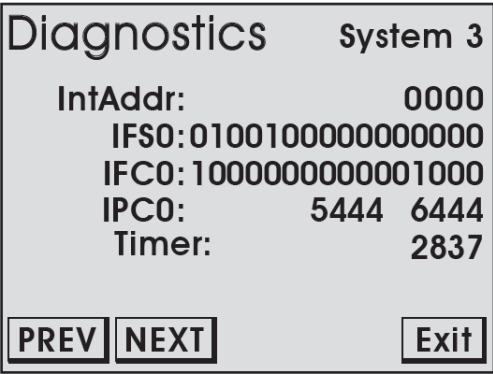 Diagnostics System 3
IntAddr: 0000
IFS0:0100100000000000
IFC0:1000000000001000
IPC0: 5444 6444
Timer: 2837
PREV NEXT Exit